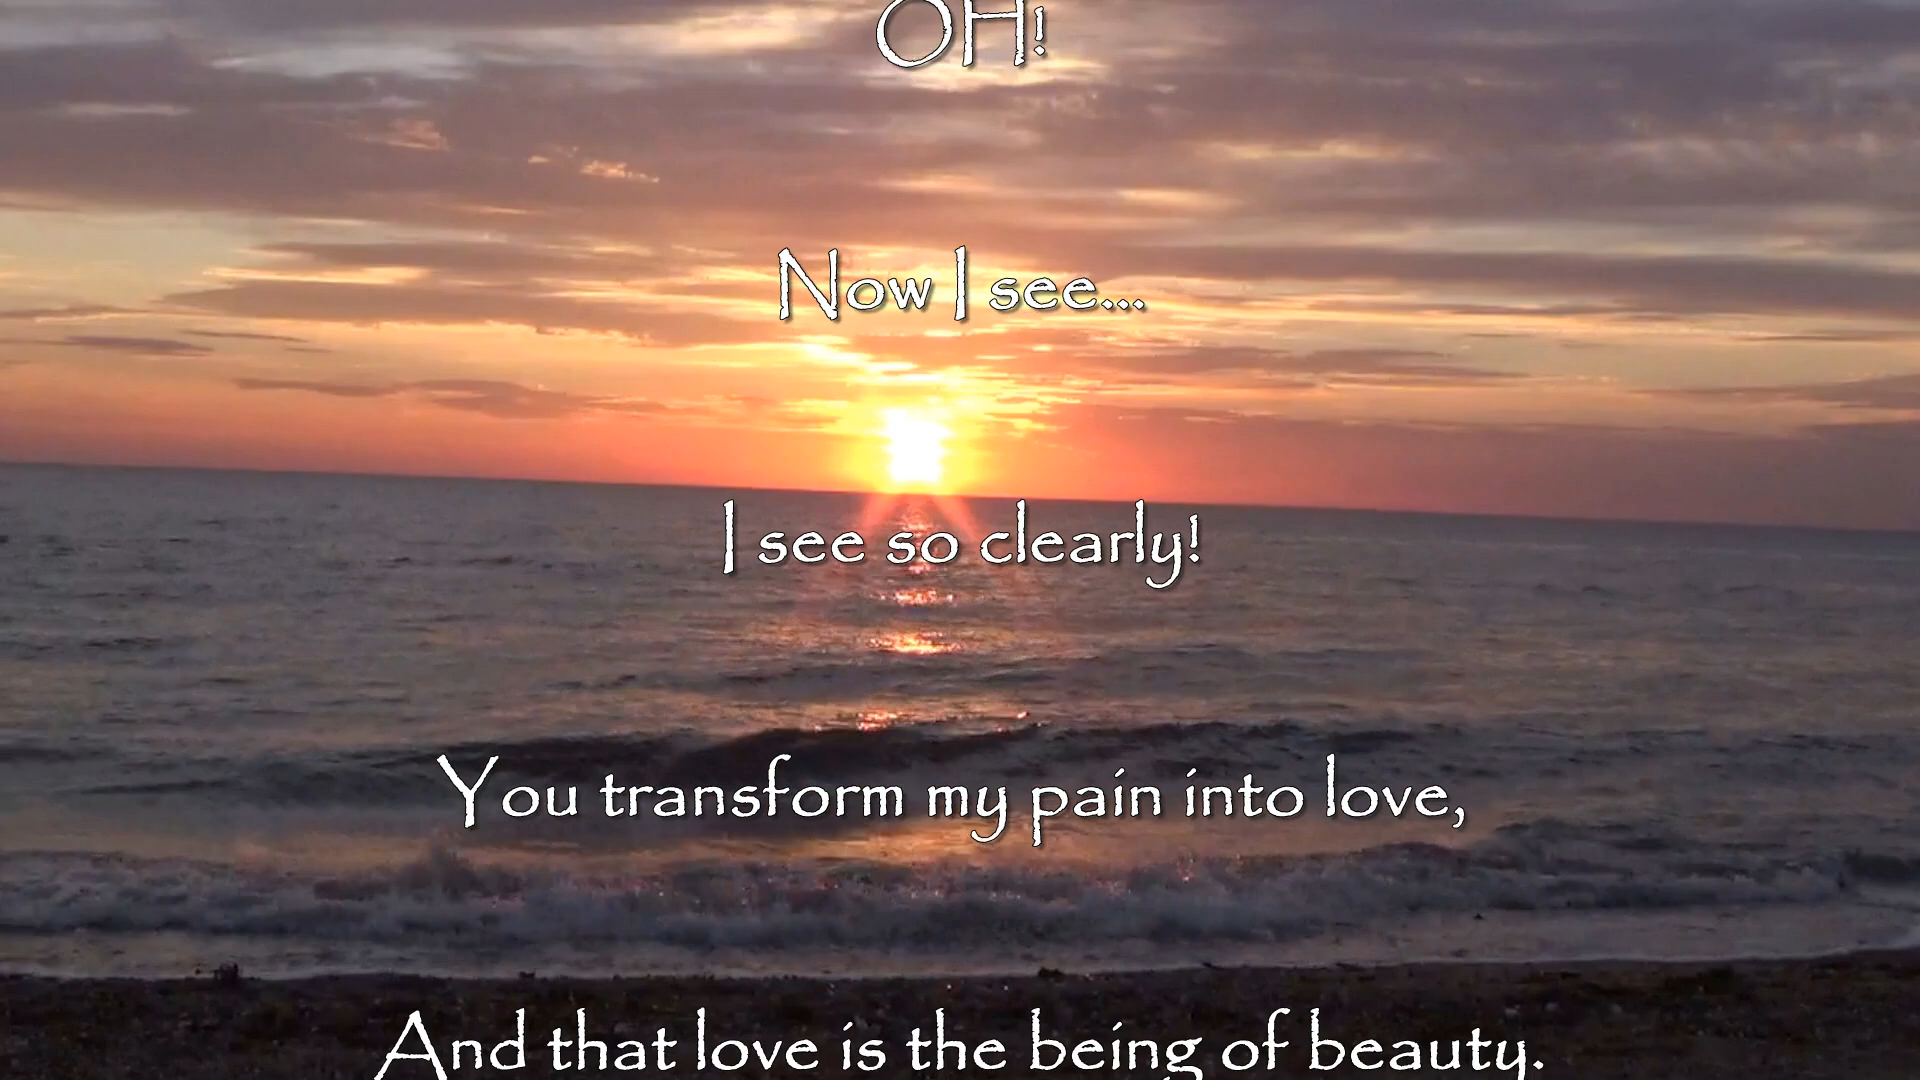 OH!
Now I see...
I see so clearly!
You transform my pain into love,
And that love is the being of beauty.